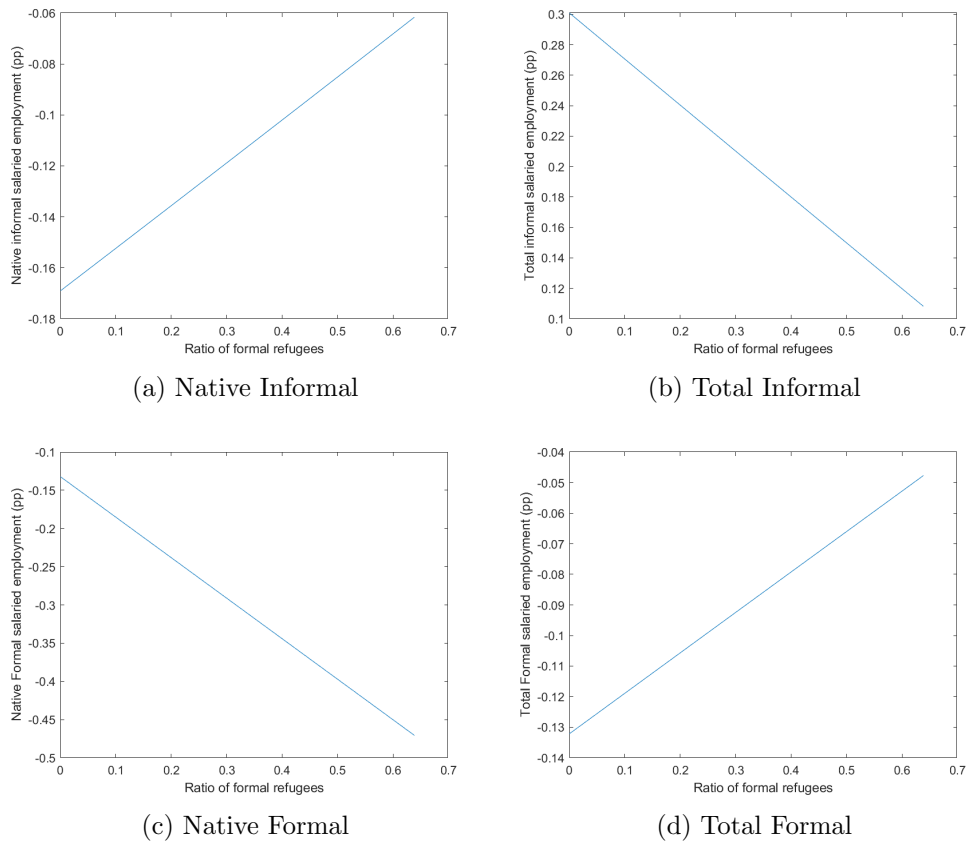 Native informal salaried employment (pp)
-0.06
-0.08
-0.1
-0.12
-0.14
-0.16
-0.18
0 0.1 0.2 0.3 0.4 0.5 0.6 0.7
Ratio of formal refugees
(a) Native Informal
Total informal salaried employment (pp)
0.3
0.28
0.26
0.24
0.22
0.2
0.18
0.16
0.14
0.12
0.1
0 0.1 0.2 0.3 0.4 0.5 0.6 0.7
Ratio of formal refugees
(b) Total Informal
Native Formal salaried employment (pp)
-0.1
-0.15
-0.2
-0.25
-0.3
-0.35
-0.4
-0.45
-0.5
0 0.1 0.2 0.3 0.4 0.5 0.6 0.7
Ratio of formal refugees
(c) Native Formal
Total Formal salaried employment (pp)
-0.04
-0.05
-0.06
-0.07
-0.08
-0.09
-0.1
-0.11
-0.12
-0.13
-0.14
0 0.1 0.2 0.3 0.4 0.5 0.6 0.7
Ratio of formal refugees
(d) Total Formal